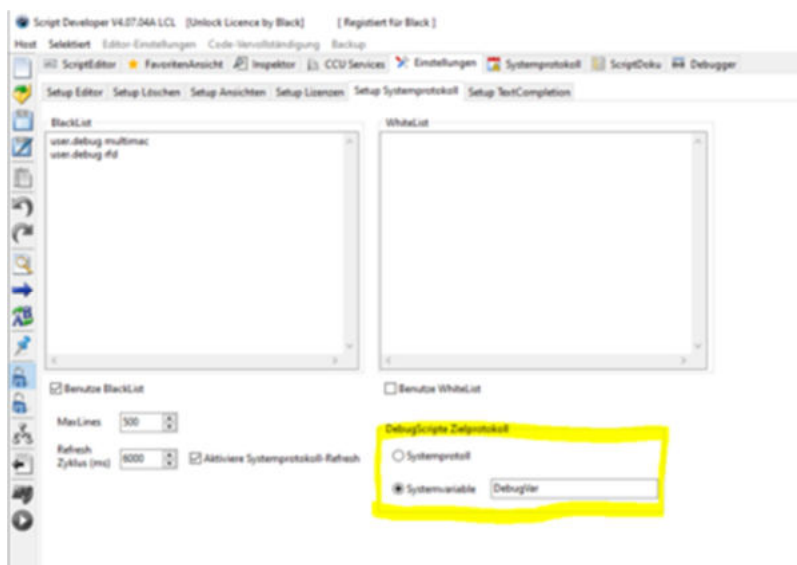 Script Developer V4.07.04A LCL [Unlock Licence by Black] [ Registiert für Black ]
Host Selektiert Editor-Einstellungen Code-Vervollständigung Backup
ScriptEditor FavoritenAnsicht Inspektor CCU Services Einstellungen Systemprotokoll ScriptDoku Debugger
Setup Editor Setup Löschen Setup Ansichten Setup Lizenzen Setup Systemprotokoll Setup TextCompletion
BlackList WhiteList
user.debug multimac
user.debug rfd
Benutze BlackList Benutze WhiteList
MaxLines 500
DebugScripte Zielprotokoll
Refresh
Zyklus (ms) 6000 Aktiviere Systemprotokoll-Refresh
Systemprotoll
Systemvariable DebugVar